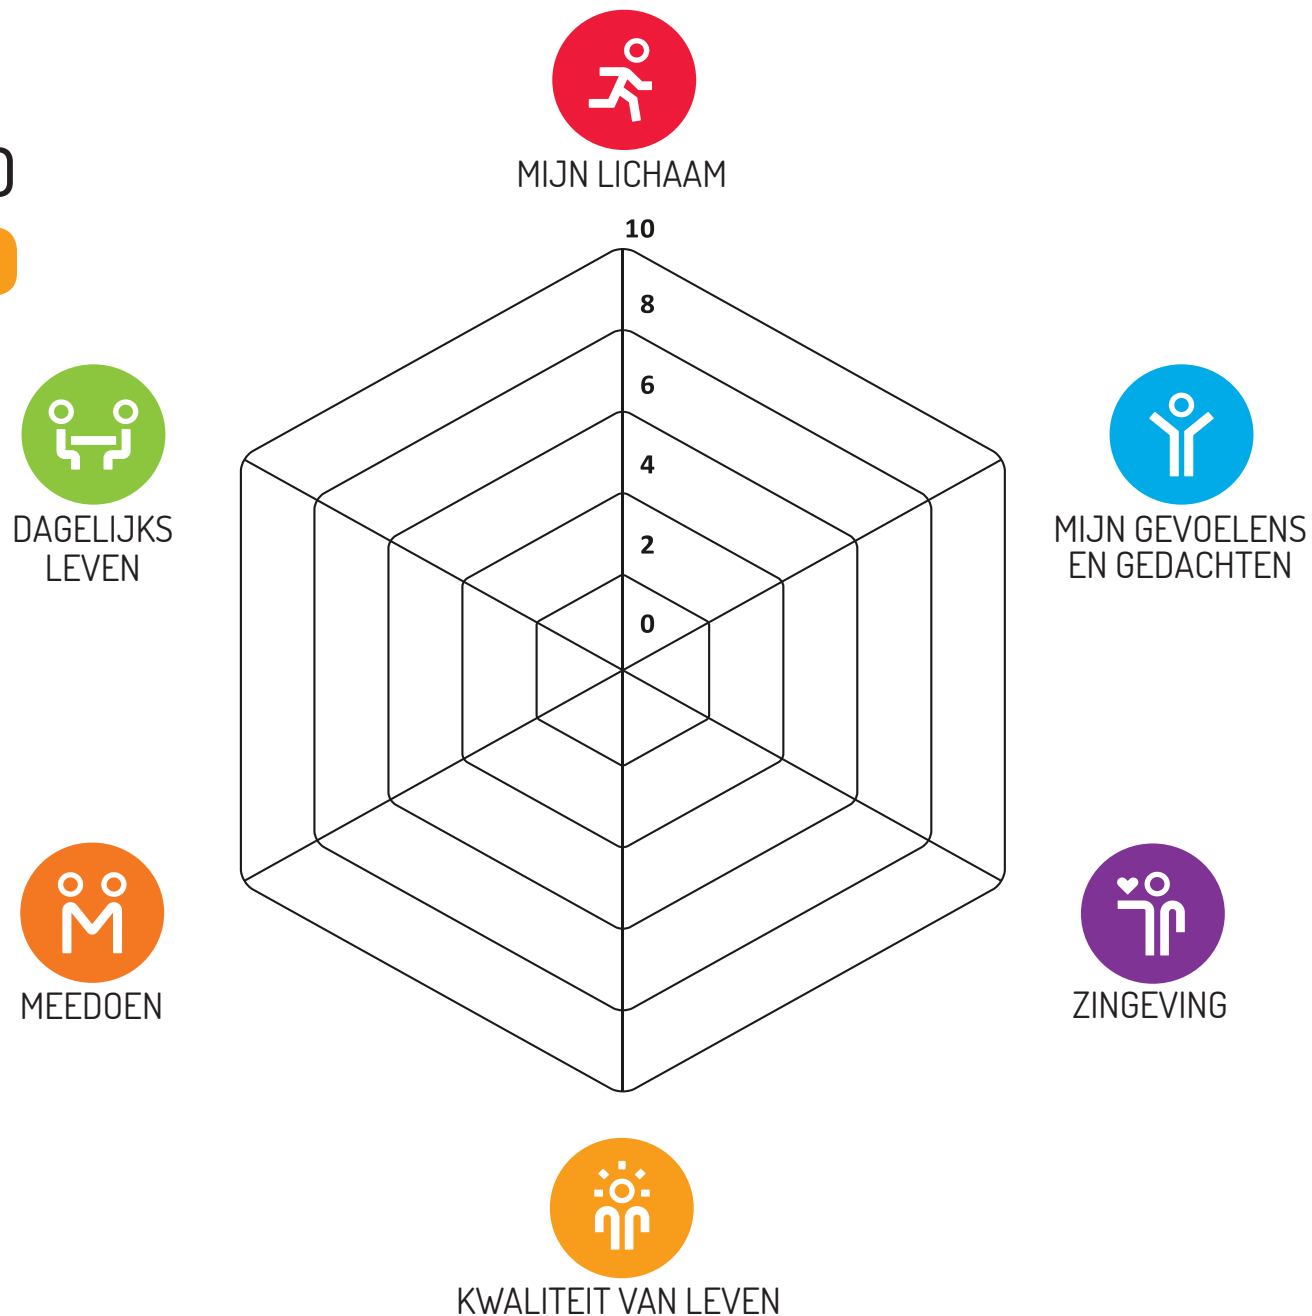 MIJN LICHAAM
10
8
6
4
2
0
DAGELIJKS
LEVEN
MIJN GEVOELENS
EN GEDACHTEN
MEEDOEN
ZINGEVING
KWALITEIT VAN LEVEN